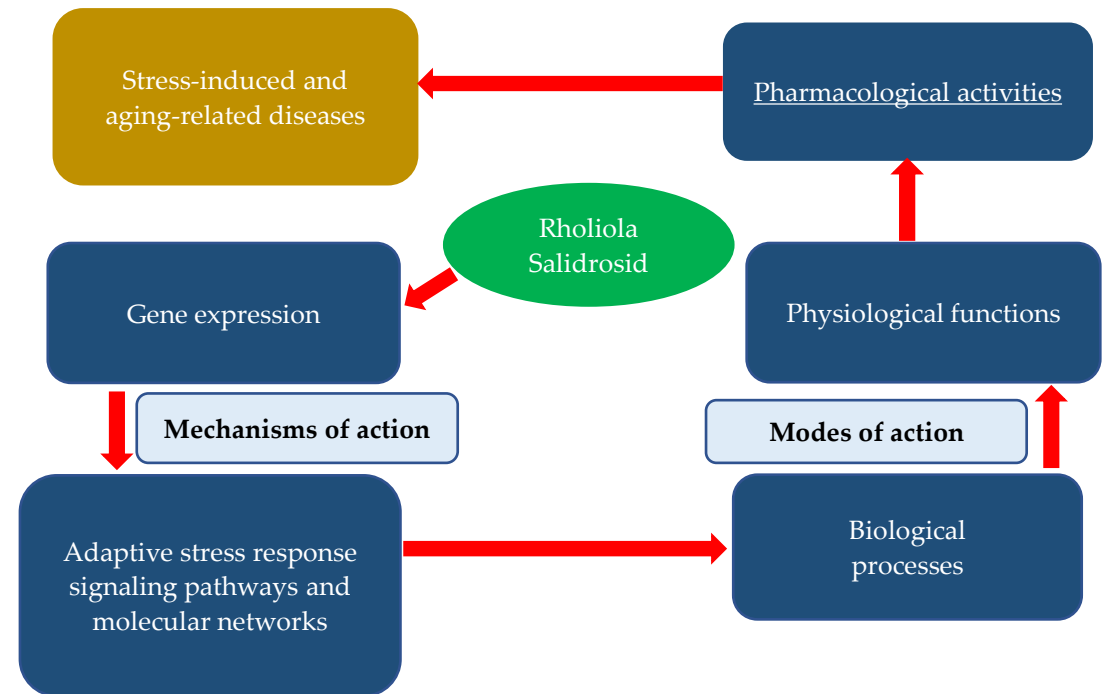 Stress-induced and
aging-related diseases
Pharmacological activities
Rholiola
Salidrosid
Gene expression
Physiological functions
Mechanisms of action
Modes of action
Adaptive stress response
signaling pathways and
molecular networks
Biological
processes